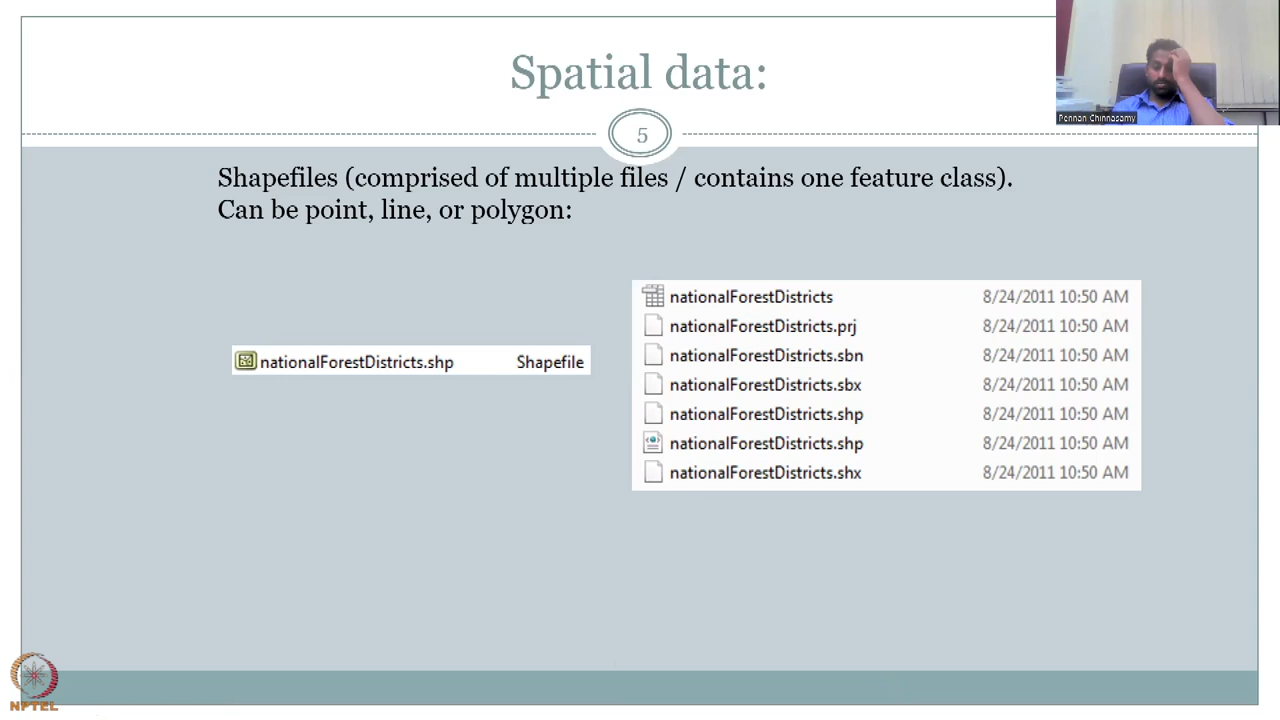 Spatial data:
Pennan Chinnasamy
5
Shapefiles (comprised of multiple files / contains one feature class).
Can be point, line, or polygon:
nationalForestDistricts.shp Shapefile
nationalForestDistricts 8/24/2011 10:50 AM
nationalForestDistricts.prj 8/24/2011 10:50 AM
nationalForestDistricts.sbn 8/24/2011 10:50 AM
nationalForestDistricts.sbx 8/24/2011 10:50 AM
nationalForestDistricts.shp 8/24/2011 10:50 AM
nationalForestDistricts.shp 8/24/2011 10:50 AM
nationalForestDistricts.shx 8/24/2011 10:50 AM
NPTEL